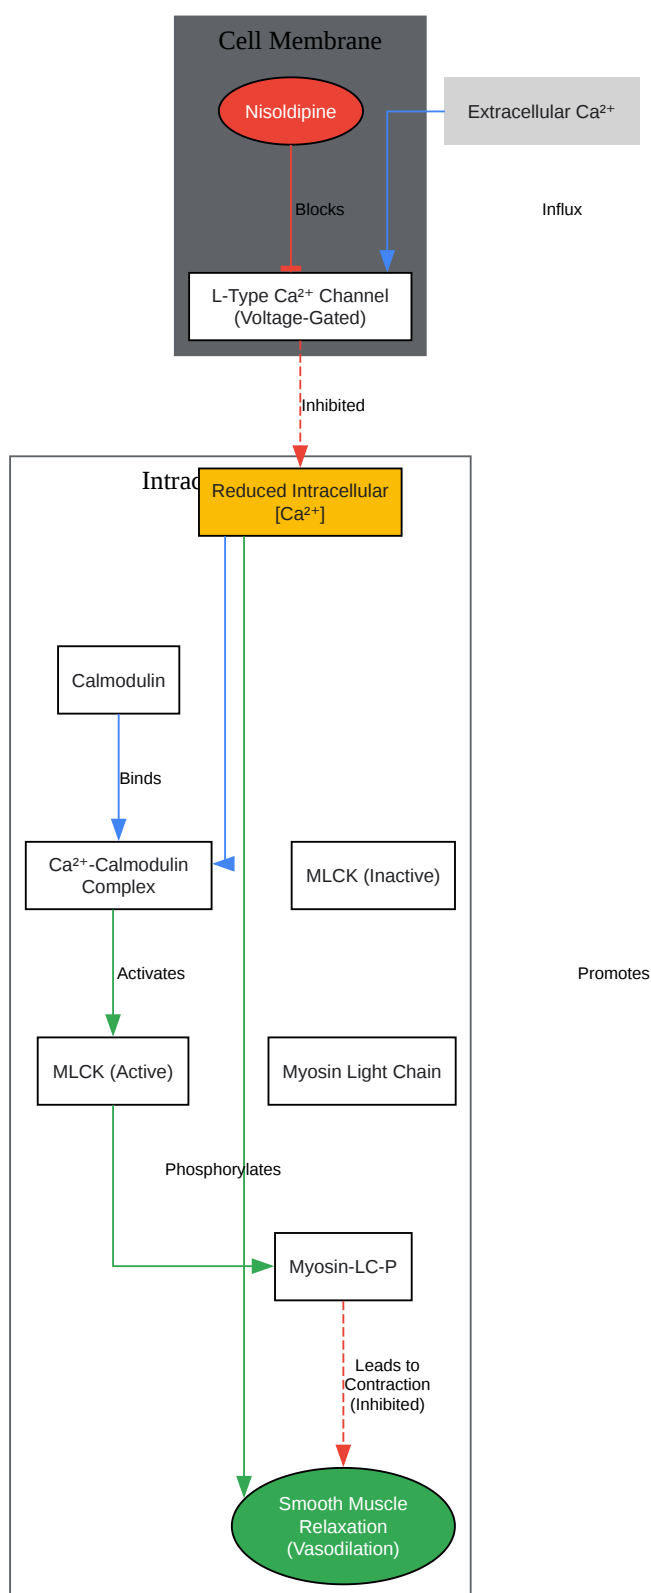 Cell Membrane
Nisoldipine
Extracellular Ca²⁺
Blocks
Influx
L-Type Ca²⁺ Channel
(Voltage-Gated)
Inhibited
Reduced Intracellular
[Ca²⁺]
Calmodulin
Binds
Ca²⁺-Calmodulin
Complex
MLCK (Inactive)
Activates
Promotes
MLCK (Active)
Myosin Light Chain
Phosphorylates
Myosin-LC-P
Leads to
Contraction
(Inhibited)
Smooth Muscle
Relaxation
(Vasodilation)